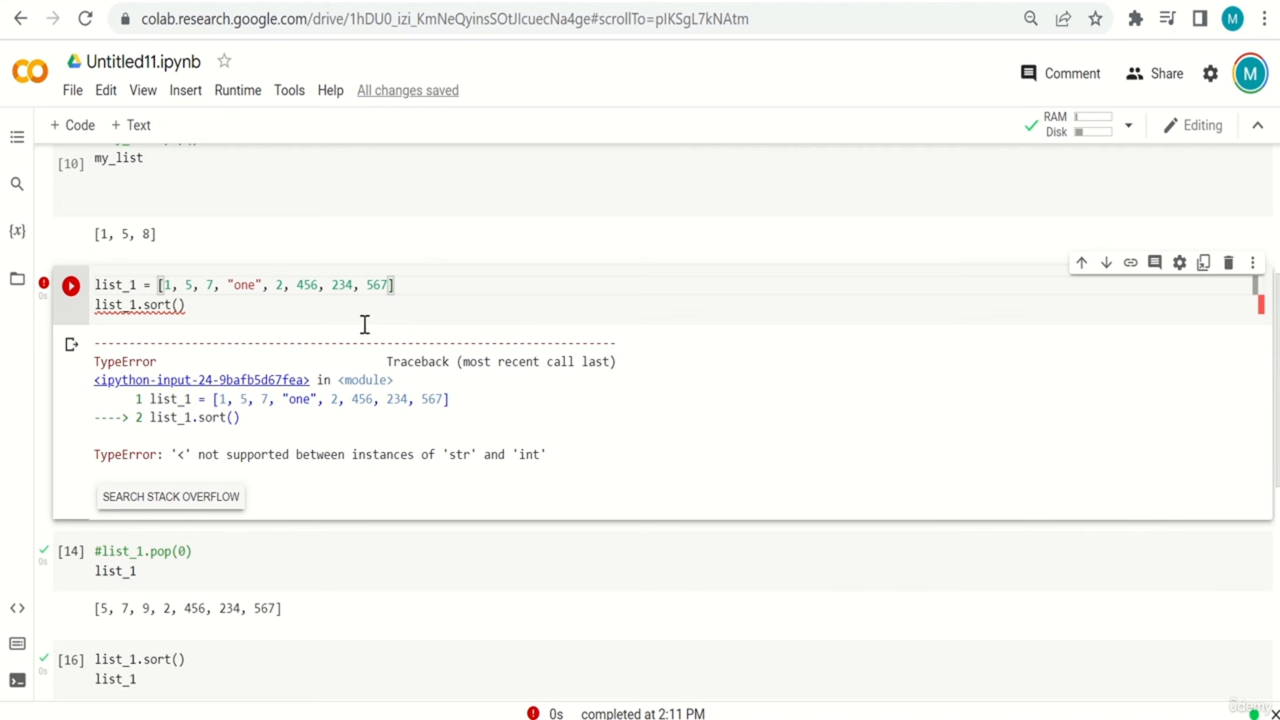 colab.research.google.com/drive/1hDU0_izi_KmNeQyinsSOtJIcuecNa4ge#scrollTo=pIKSgL7kNAtm
M
Untitled11.ipynb
Comment
Share
M
File Edit View Insert Runtime Tools Help All changes saved
+ Code + Text
RAM
Disk
Editing
[10]
my_list
[1, 5, 8]
list_1 = [1, 5, 7, "one", 2, 456, 234, 567]
0s
list_1.sort()
---------------------------------------------------------------------------
TypeError Traceback (most recent call last)
<ipython-input-24-9bafb5d67fea> in <module>
1 list_1 = [1, 5, 7, "one", 2, 456, 234, 567]
----> 2 list_1.sort()
TypeError: '<' not supported between instances of 'str' and 'int'
SEARCH STACK OVERFLOW
[14] #list_1.pop(0)
0s
list_1
[5, 7, 9, 2, 456, 234, 567]
[16] list_1.sort()
0s
list_1
0s completed at 2:11 PM
Udemy